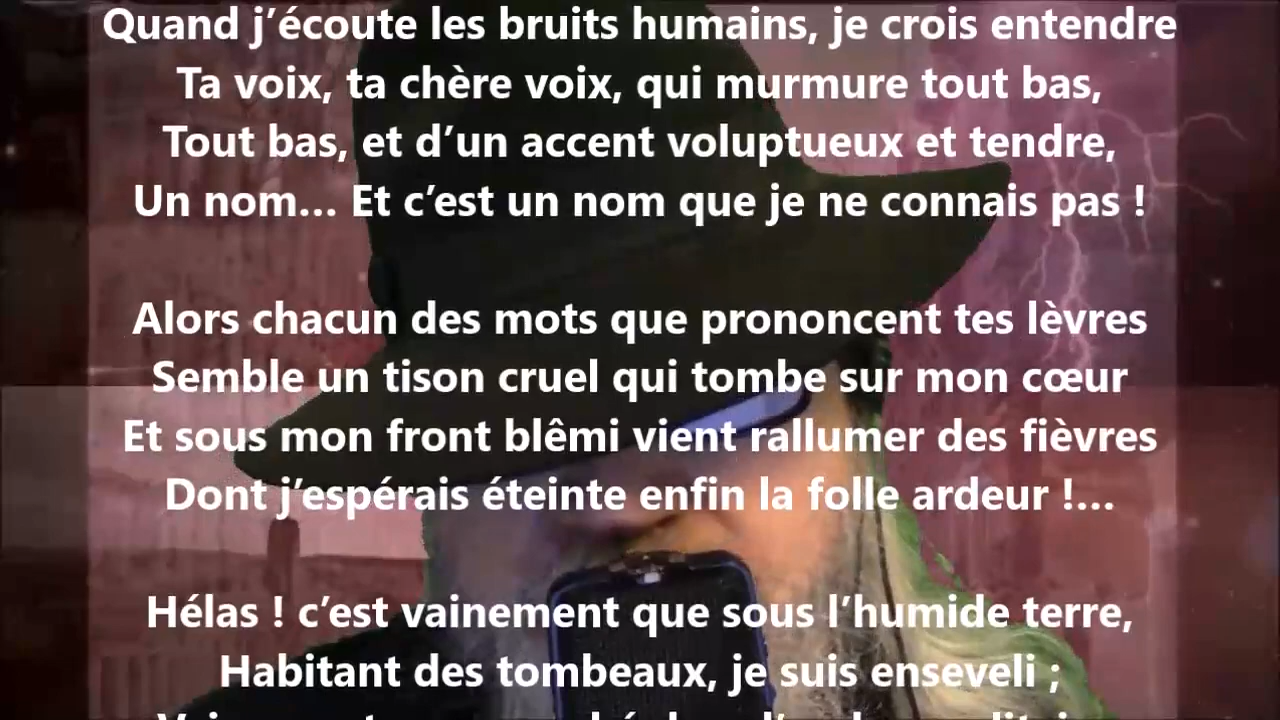 Quand j’écoute les bruits humains, je crois entendre
Ta voix, ta chère voix, qui murmure tout bas,
Tout bas, et d’un accent voluptueux et tendre,
Un nom… Et c’est un nom que je ne connais pas !
Alors chacun des mots que prononcent tes lèvres
Semble un tison cruel qui tombe sur mon cœur
Et sous mon front blêmi vient rallumer des fièvres
Dont j’espérais éteinte enfin la folle ardeur !…
Hélas ! c’est vainement que sous l’humide terre,
Habitant des tombeaux, je suis enseveli ;